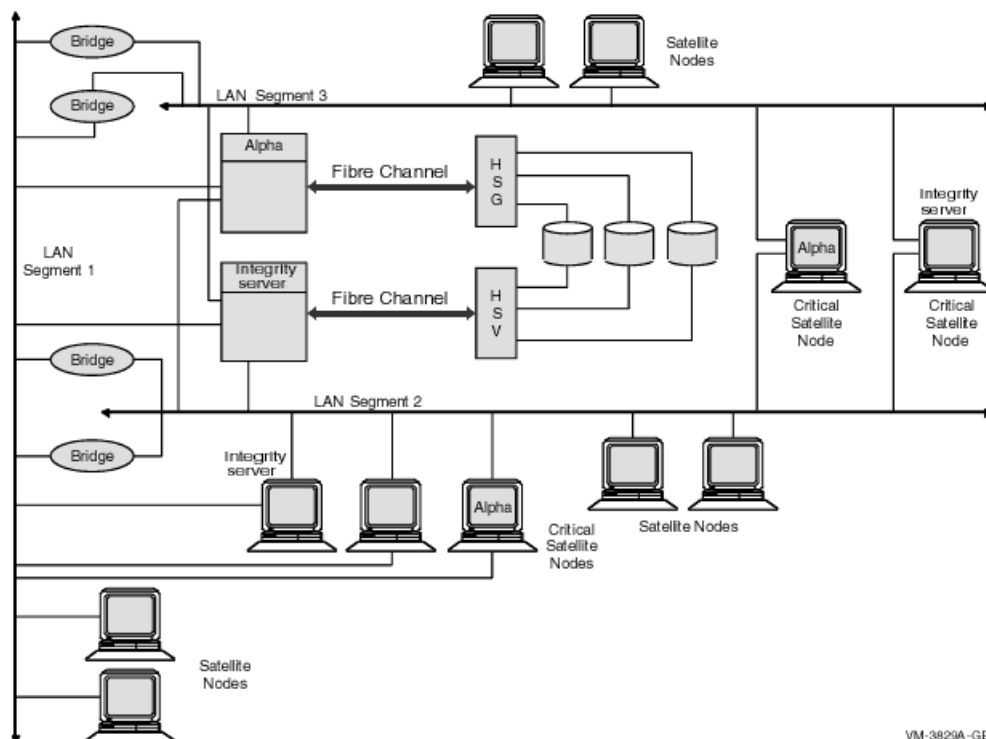 Bridge
Satellite
Nodes
Bridge
LAN Segment 3
Alpha
Fibre Channel
H
S
G
Integrity
server
LAN
Segment 1
Alpha
Integrity
server
Fibre Channel
H
S
V
Critical
Satellite
Node
Critical
Satellite
Node
Bridge
LAN Segment 2
Bridge
Integrity
server
Alpha
Critical
Satellite
Nodes
Satellite Nodes
Satellite
Nodes
VM-3829A-GE